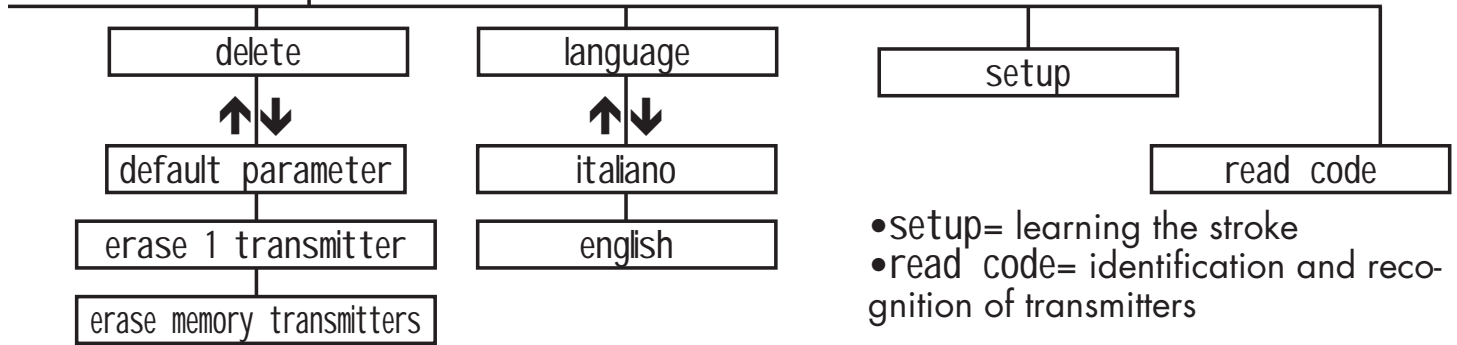 delete
language
setup
default parameter
italiano
read code
erase 1 transmitter
english
erase memory transmitters
•setup= learning the stroke
•read code= identification and reco-
gnition of transmitters